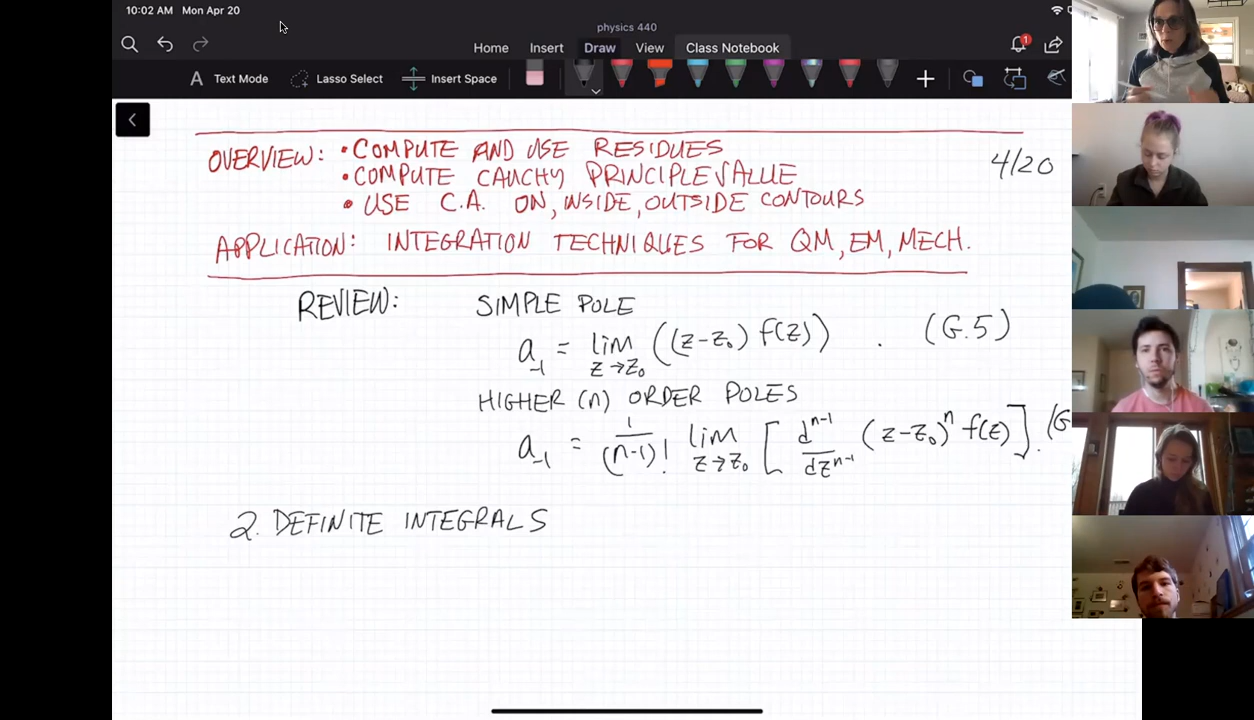 10:02 AM Mon Apr 20
physics 440
Home Insert Draw View Class Notebook
1
A Text Mode Lasso Select Insert Space
OVERVIEW: • COMPUTE AND USE RESIDUES
4/20
• COMPUTE CAUCHY PRINCIPLE VALUE
• USE C.A. ON, INSIDE, OUTSIDE CONTOURS
APPLICATION: INTEGRATION TECHNIQUES FOR QM, EM, MECH.
REVIEW: SIMPLE POLE
a₋₁ = lim z→z₀ ((z-z₀) f(z)) . (G.5)
HIGHER (n) ORDER POLES
a₋₁ = 1/(n-1)! lim z→z₀ [dⁿ⁻¹/dzⁿ⁻¹ (z-z₀)ⁿ f(z)]. (G
2. DEFINITE INTEGRALS